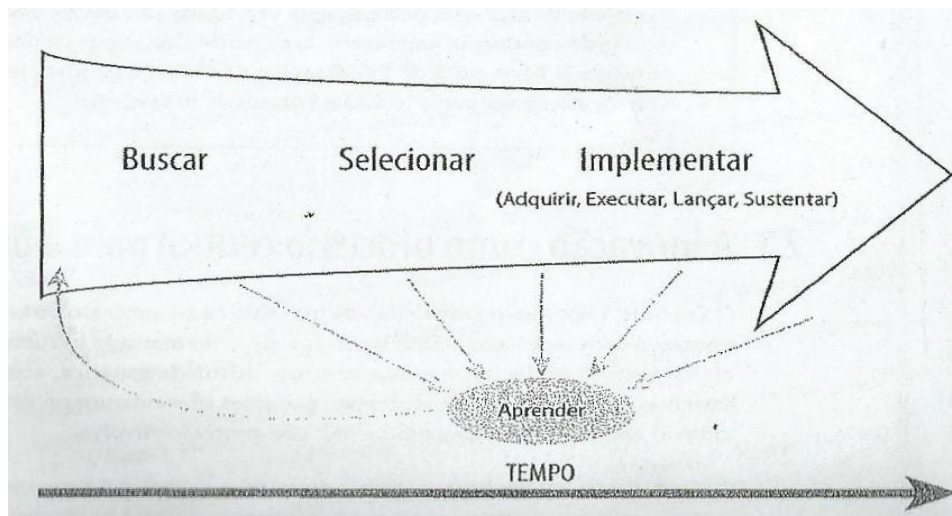 Buscar Selecionar Implementar
(Adquirir, Executar, Lançar, Sustentar)
Aprender
TEMPO